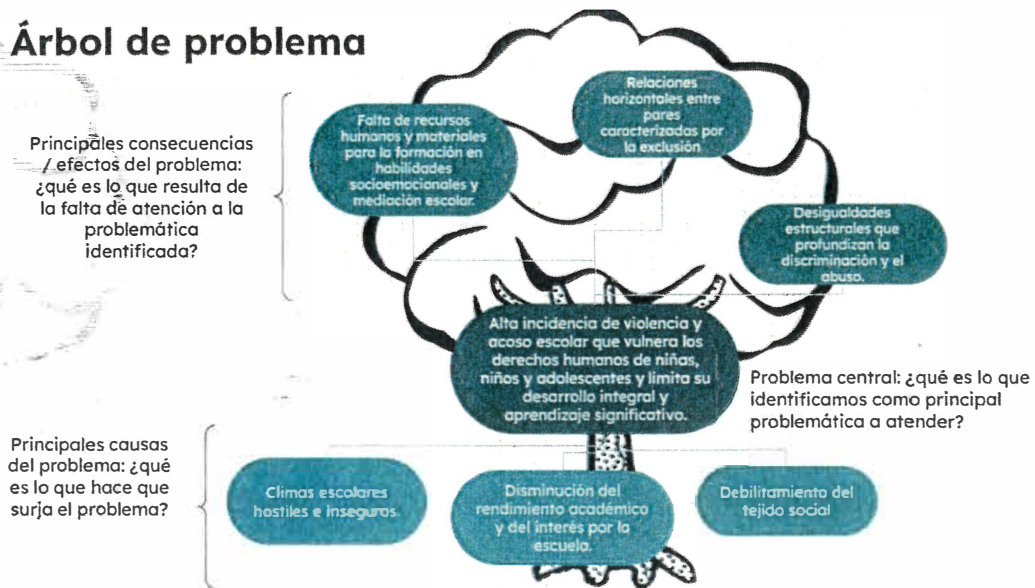 Árbol de problema
Principales consecuencias
/ efectos del problema:
¿qué es lo que resulta de
la falta de atención a la
problemática
identificada?
Falta de recursos
humanos y materiales
para la formación en
habilidades
socioemocionales y
mediación escolar.
Relaciones
horizontales entre
pares
caracterizadas por
la exclusión
Desigualdades
estructurales que
profundizan la
discriminación y el
abuso.
Alta incidencia de violencia y
acoso escolar que vulnera los
derechos humanos de niñas,
niños y adolescentes y limita su
desarrollo integral y
aprendizaje significativo.
Problema central: ¿qué es lo que
identificamos como principal
problemática a atender?
Principales causas
del problema: ¿qué
es lo que hace que
surja el problema?
Climas escolares
hostiles e inseguros.
Disminución del
rendimiento académico
y del interés por la
escuela.
Debilitamiento del
tejido social